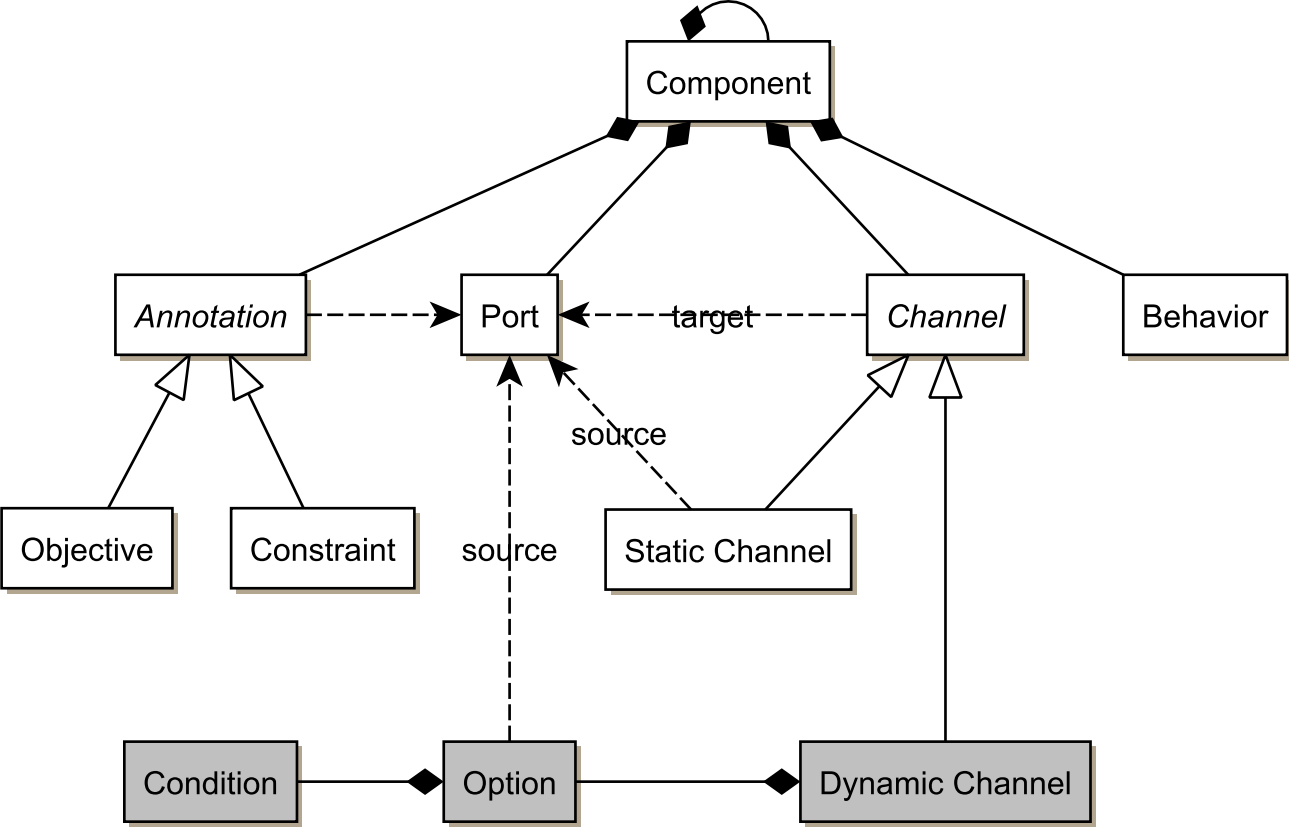 Component
Annotation
Port
target
Channel
Behavior
source
Objective
Constraint
source
Static Channel
Condition
Option
Dynamic Channel